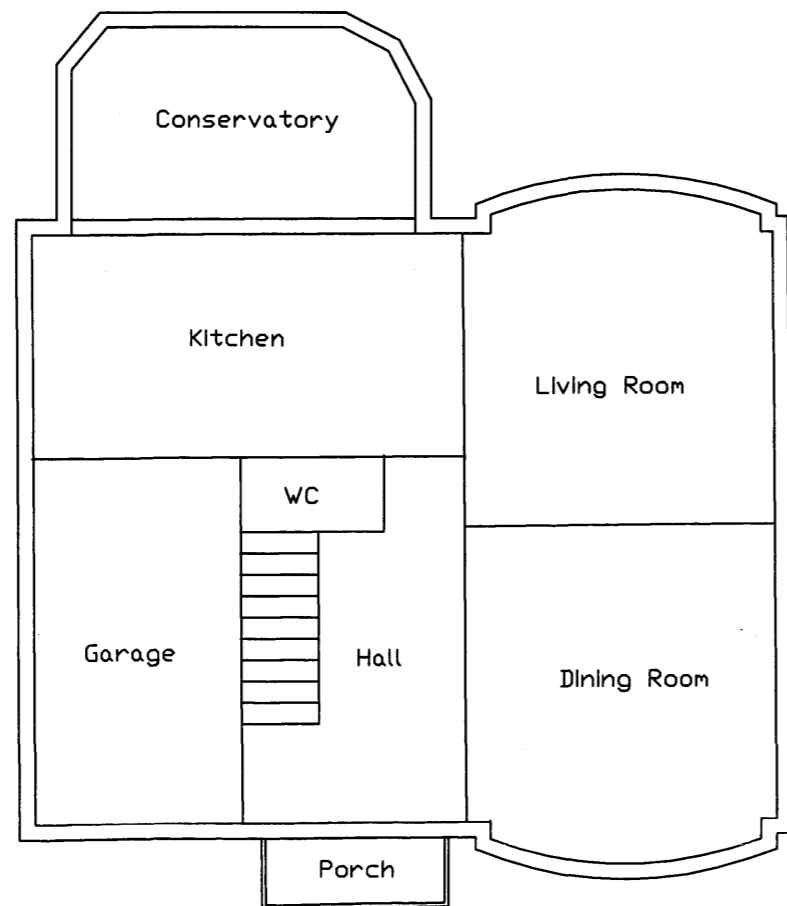 Conservatory
Kitchen
Living Room
WC
Garage
Hall
Dining Room
Porch